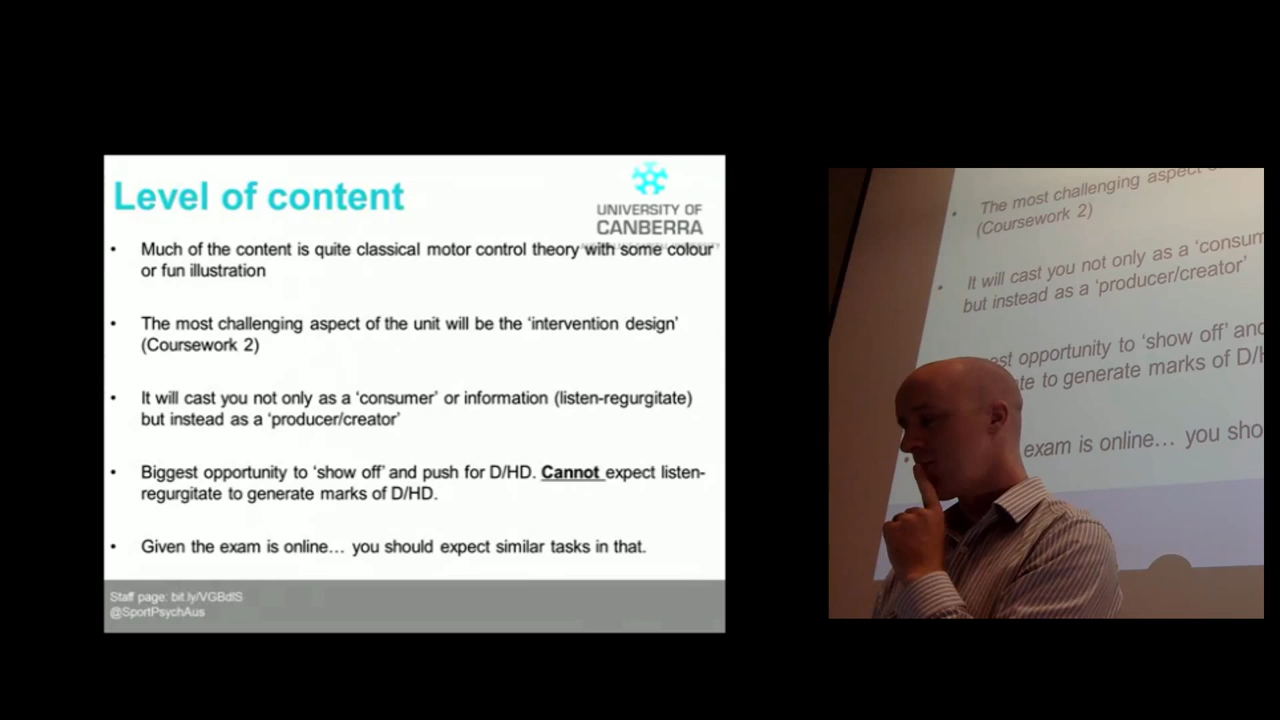 Level of content
UNIVERSITY OF
CANBERRA
• Much of the content is quite classical motor control theory with some colour
or fun illustration
• The most challenging aspect of the unit will be the ‘intervention design’
(Coursework 2)
• It will cast you not only as a ‘consumer’ or information (listen-regurgitate)
but instead as a ‘producer/creator’
• Biggest opportunity to ‘show off’ and push for D/HD. Cannot expect listen-
regurgitate to generate marks of D/HD.
• Given the exam is online… you should expect similar tasks in that.
Staff page: bit.ly/VGBdlS
@SportPsychAus
• The most challenging aspect
(Coursework 2)
• It will cast you not only as a ‘consum
but instead as a ‘producer/creator’
est opportunity to ‘show off’ and
te to generate marks of D/H
• exam is online… you sho